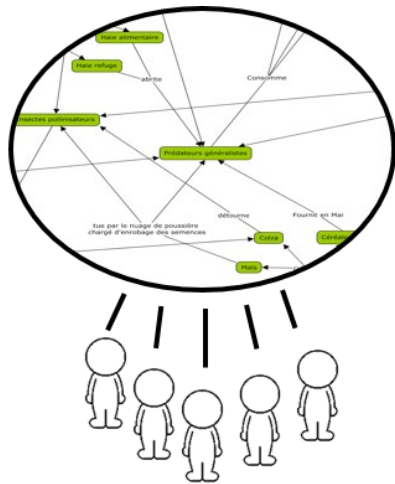 Haie alimentaire
Haie refuge
abrite
Consomme
Insectes pollinisateurs
Prédateurs généralistes
détourne
Fournit en Mai
tue par le nuage de poussière
chargé d'enrobage des semences
Colza
Céréales
Maïs